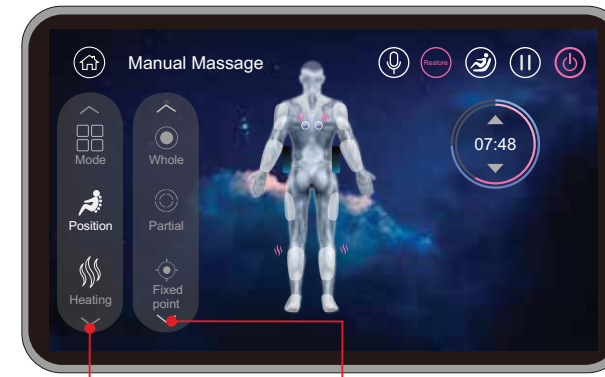 Manual Massage
Restore
07:48
Mode
Whole
Position
Partial
Heating
Fixed
point